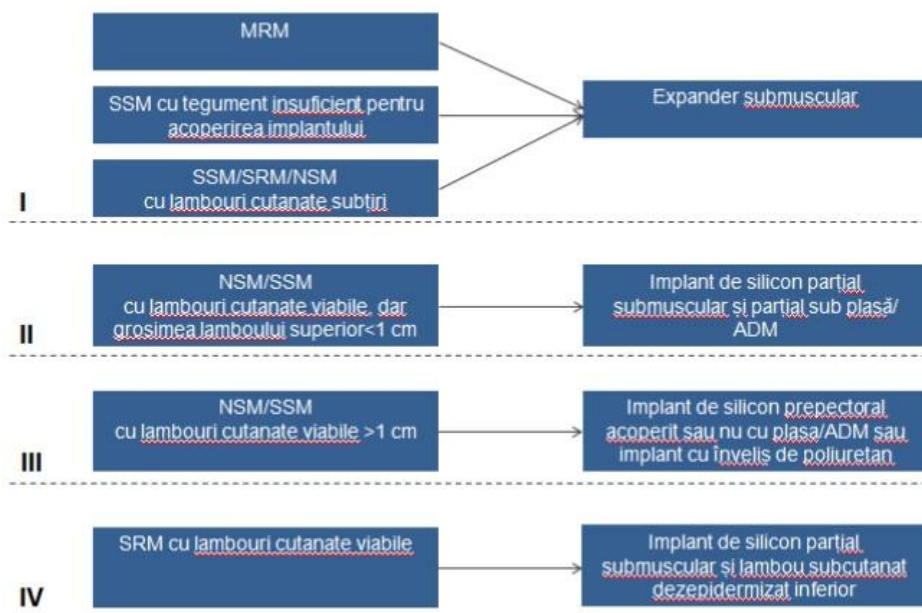 MRM
SSM cu tegument insuficient pentru
acoperirea implantului
SSM/SRM/NSM
cu lambouri cutanate subțiri
Expander submuscular
I
NSM/SSM
cu lambouri cutanate viabile, dar
grosimea lamboului superior<1 cm
Implant de silicon parțial
submuscular și parțial sub plasă/
ADM
II
NSM/SSM
cu lambouri cutanate viabile >1 cm
Implant de silicon prepectoral
acoperit sau nu cu plasa/ADM sau
implant cu înveliș de poliuretan
III
SRM cu lambouri cutanate viabile
Implant de silicon parțial
submuscular și lambou subcutanat
dezepidermizat inferior
IV